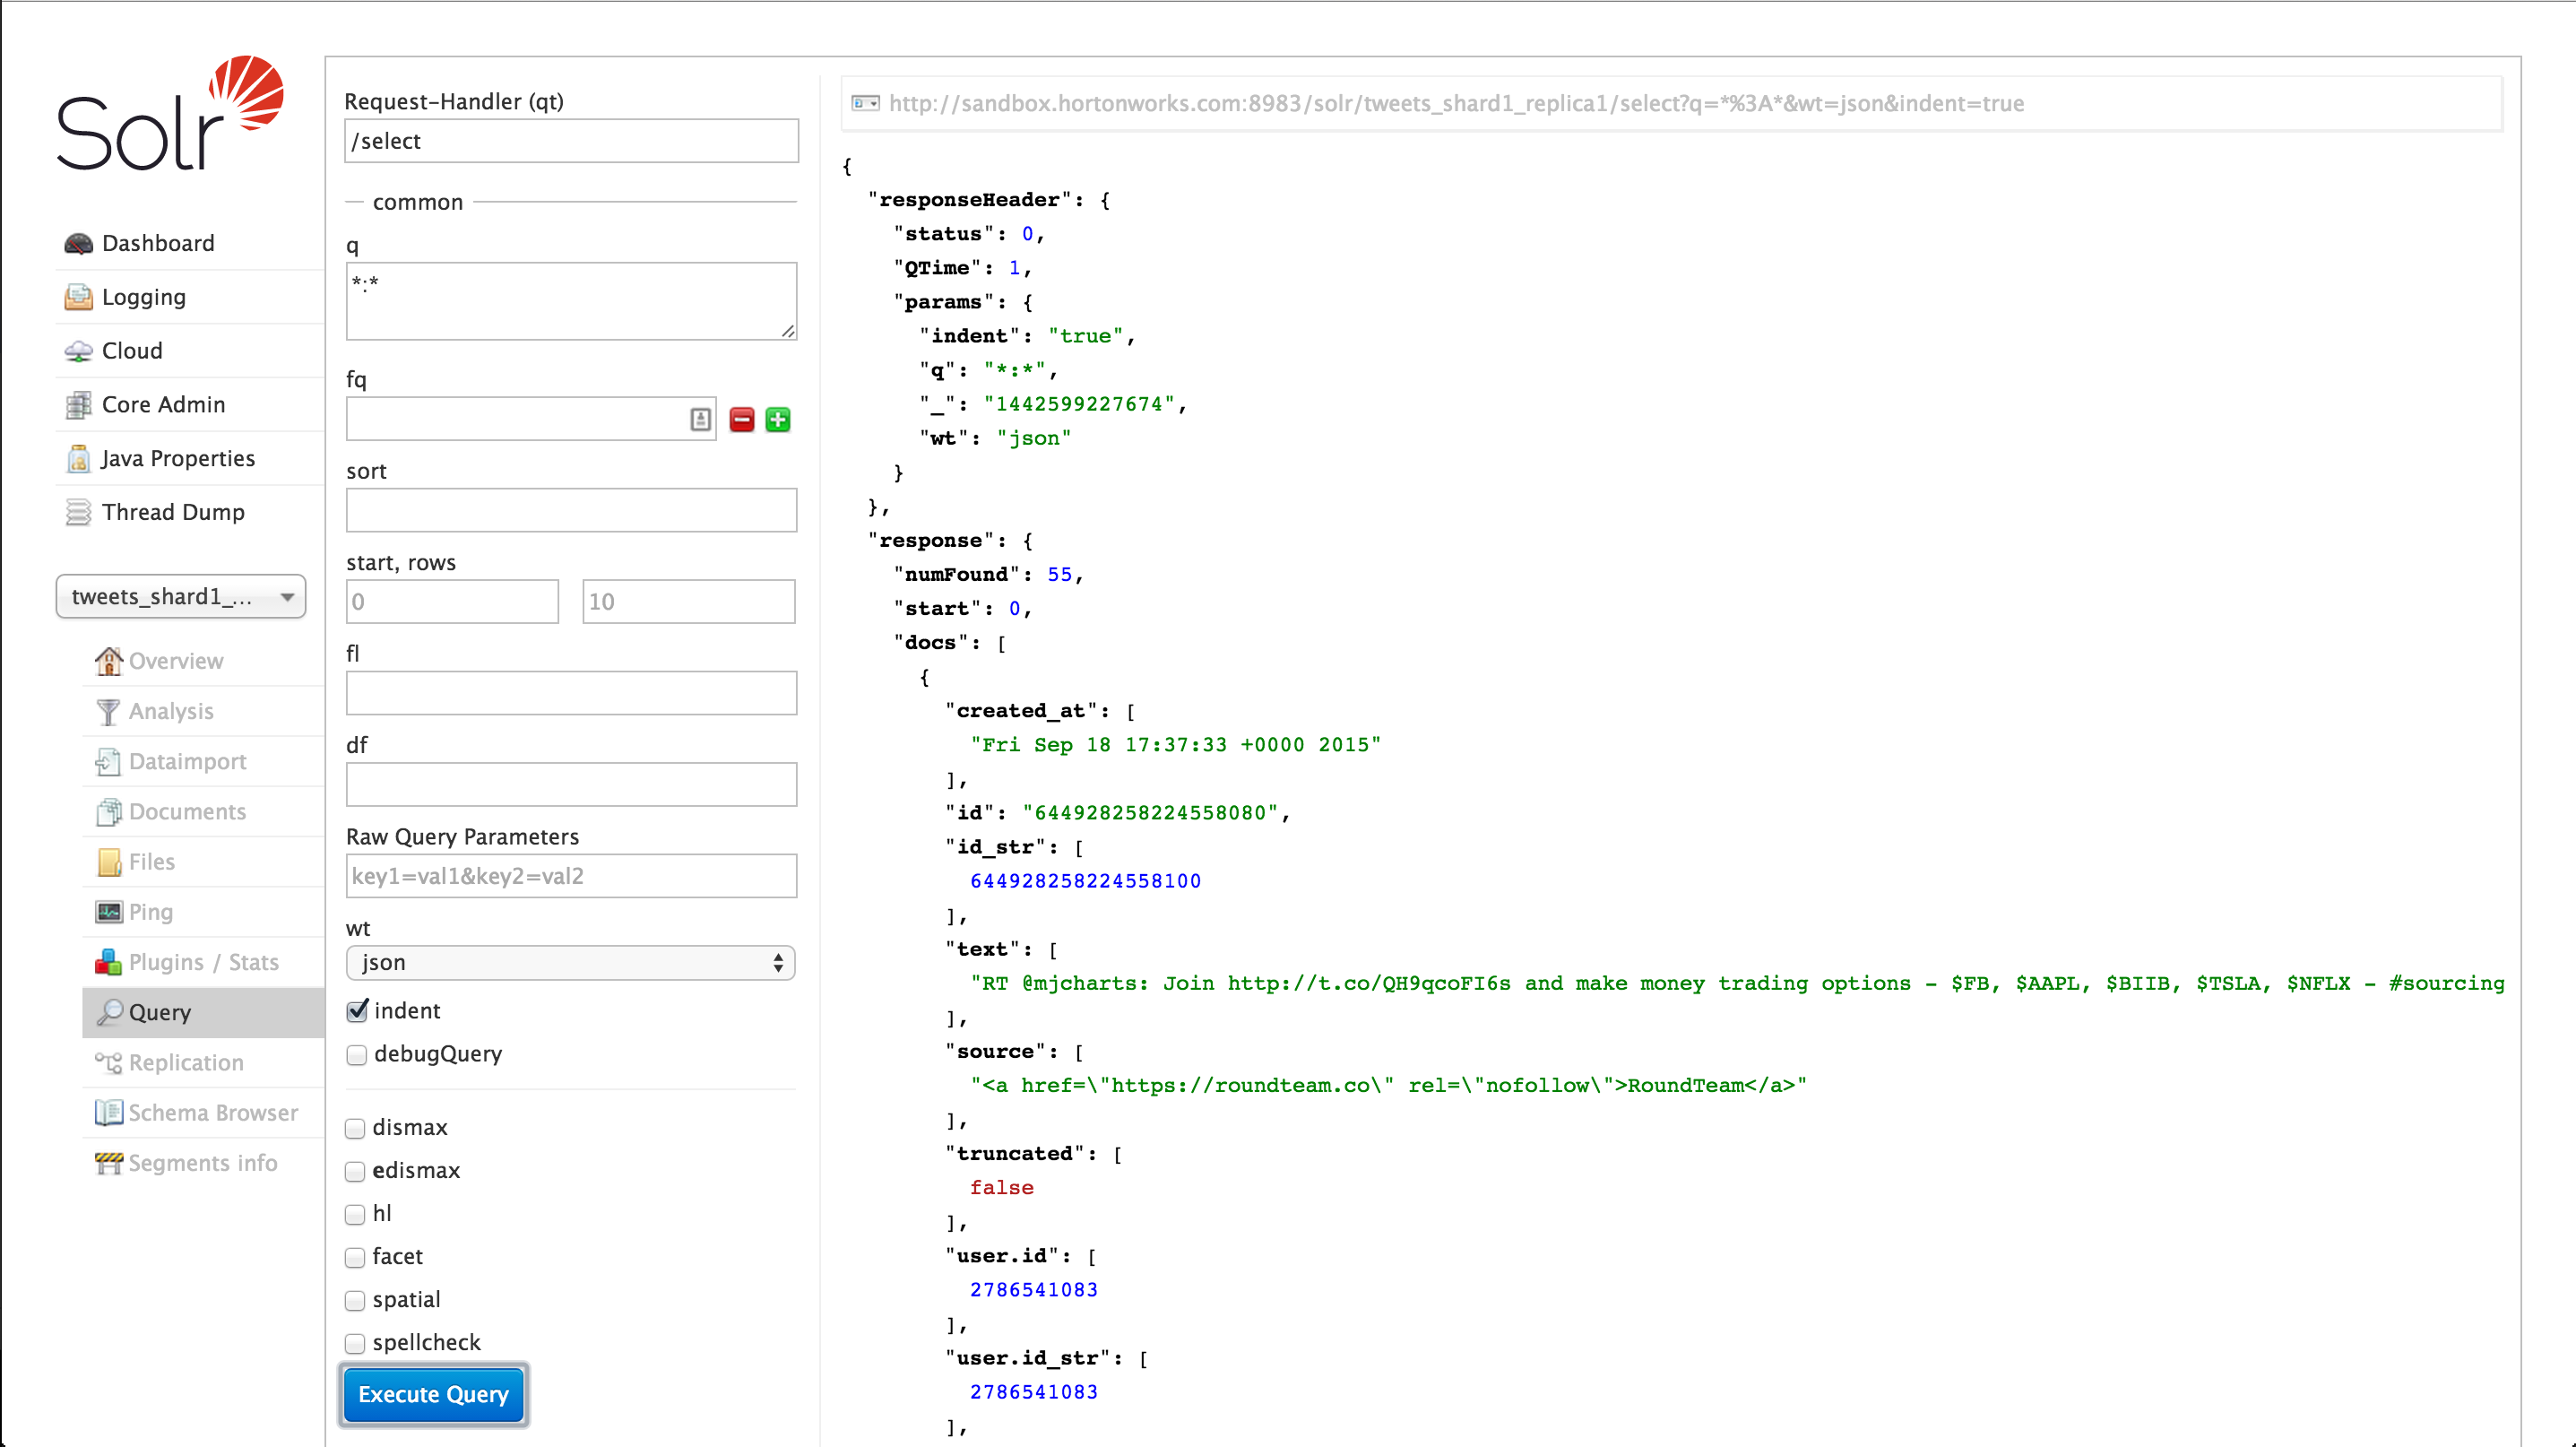 Solr
Dashboard
Logging
Cloud
Core Admin
Java Properties
Thread Dump
tweets_shard1_...
Overview
Analysis
Dataimport
Documents
Files
Ping
Plugins / Stats
Query
Replication
Schema Browser
Segments info
Request-Handler (qt)
/select
common
q
*:*
fq
sort
start, rows
0 10
fl
df
Raw Query Parameters
key1=val1&key2=val2
wt
json
indent
debugQuery
dismax
edismax
hl
facet
spatial
spellcheck
Execute Query
http://sandbox.hortonworks.com:8983/solr/tweets_shard1_replica1/select?q=*%3A*&wt=json&indent=true
{
"responseHeader": {
"status": 0,
"QTime": 1,
"params": {
"indent": "true",
"q": "*:*",
"_": "1442599227674",
"wt": "json"
}
},
"response": {
"numFound": 55,
"start": 0,
"docs": [
{
"created_at": [
"Fri Sep 18 17:37:33 +0000 2015"
],
"id": "644928258224558080",
"id_str": [
644928258224558100
],
"text": [
"RT @mjcharts: Join http://t.co/QH9qcoFI6s and make money trading options - $FB, $AAPL, $BIIB, $TSLA, $NFLX - #sourcing
],
"source": [
"<a href=\"https://roundteam.co\" rel=\"nofollow\">RoundTeam</a>"
],
"truncated": [
false
],
"user.id": [
2786541083
],
"user.id_str": [
2786541083
],